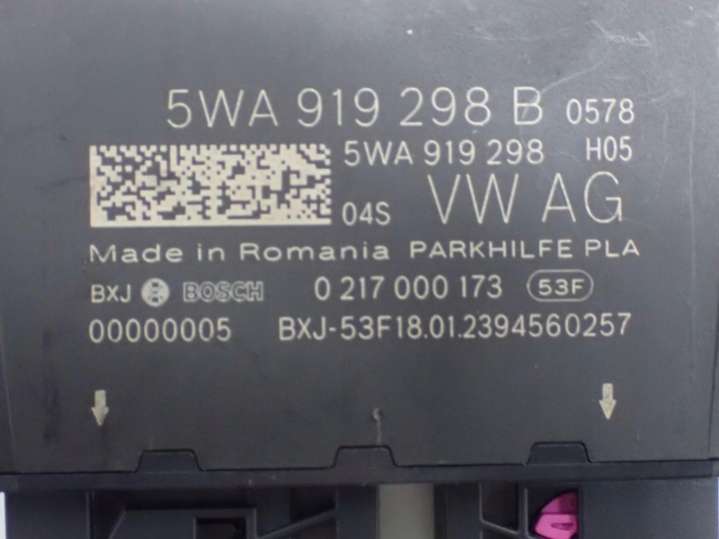 5WA 919 298 B 0578
5WA 919 298 H05
04S VW AG
Made in Romania PARKHILFE PLA
BXJ BOSCH 0 217 000 173 53F
00000005 BXJ-53F18.01.2394560257